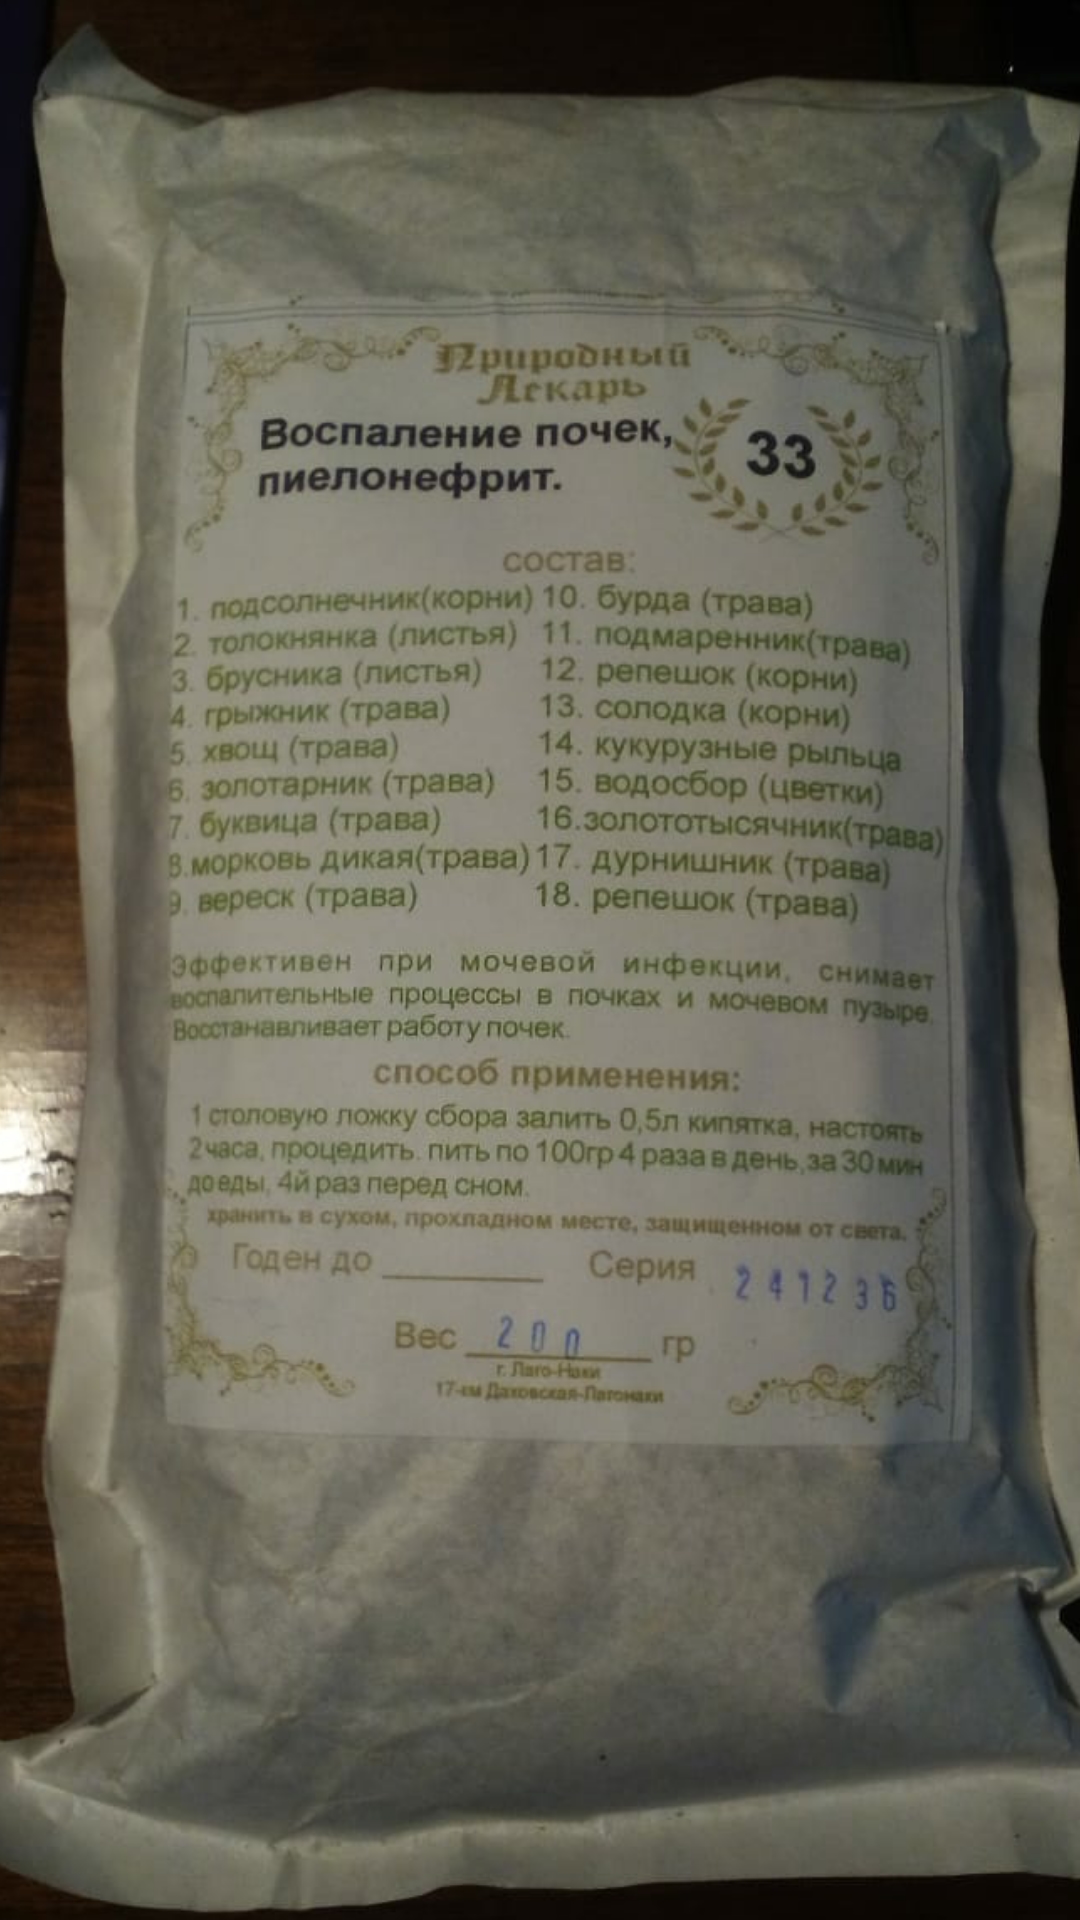 Природный
Лекарь
Воспаление почек,
пиелонефрит.
33
состав:
1. подсолнечник(корни)
2. толокнянка (листья)
3. брусника (листья)
4. грыжник (трава)
5. хвощ (трава)
6. золотарник (трава)
7. буквица (трава)
8.морковь дикая(трава)
9. вереск (трава)
10. бурда (трава)
11. подмаренник(трава)
12. репешок (корни)
13. солодка (корни)
14. кукурузные рыльца
15. водосбор (цветки)
16.золототысячник(трава)
17. дурнишник (трава)
18. репешок (трава)
Эффективен при мочевой инфекции, снимает
воспалительные процессы в почках и мочевом пузыре.
Восстанавливает работу почек.
способ применения:
1 столовую ложку сбора залить 0,5л кипятка, настоять
2 часа, процедить. пить по 100гр 4 раза в день, за 30 мин
до еды, 4й раз перед сном.
хранить в сухом, прохладном месте, защищенном от света.
Годен до Серия 241236
Вес 200 гр
г. Лаго-Наки
17-км Даховская-Лагонаки